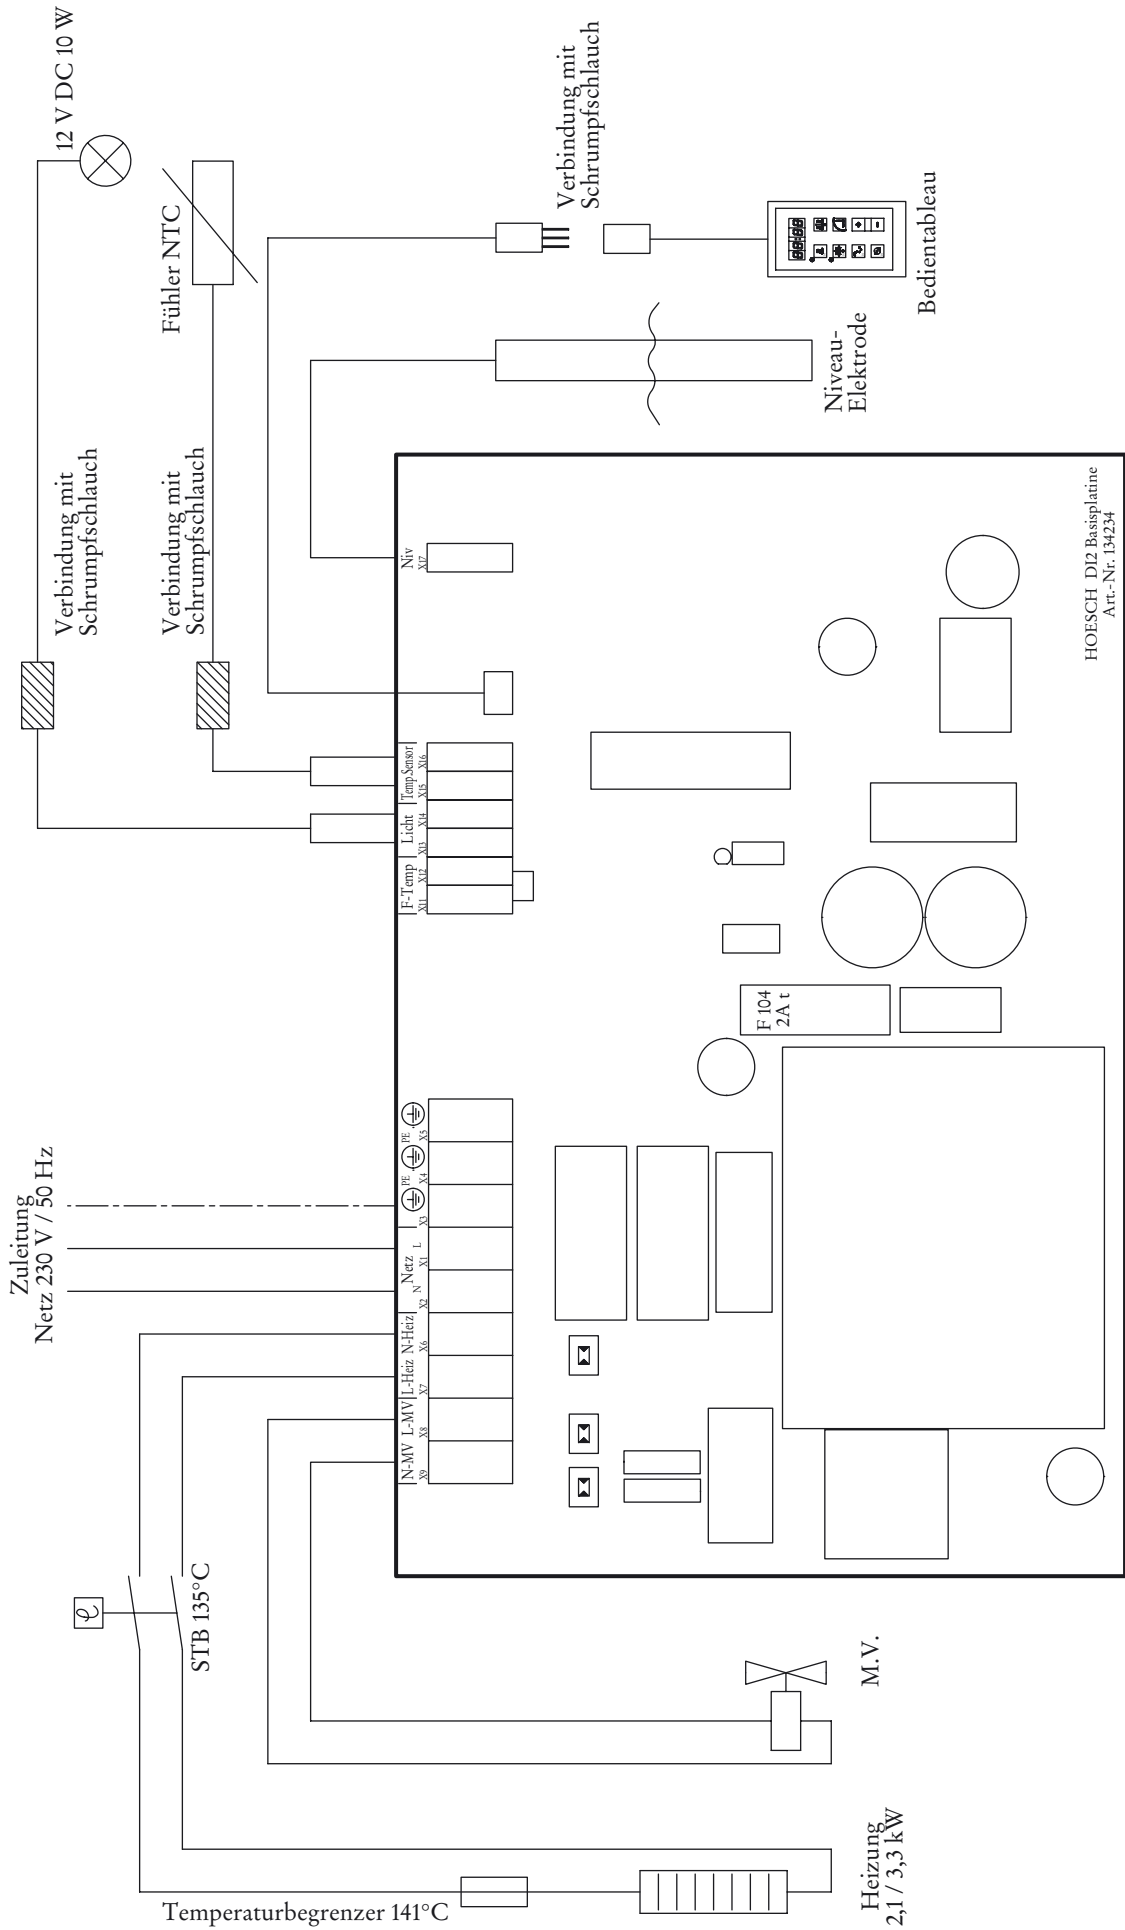 Zuleitung
Netz 230 V / 50 Hz
12 V DC 10 W
Fühler NTC
Verbindung mit
Schrumpfschlauch
Verbindung mit
Schrumpfschlauch
Verbindung mit
Schrumpfschlauch
Bedientableau
Niveau-
Elektrode
STB 135°C
Temperaturbegrenzer 141°C
Heizung
2,1 / 3,3 kW
M.V.
N-MV
L-MV
L-Heiz
N-Heiz
Netz
N
L
PE
PE
F-Temp
Licht
Temp.Sensor
Niv
X9
X8
X7
X6
X2
X1
X3
X4
X5
X11
X12
X13
X14
X15
X16
X17
F 104
2A t
HOESCH DI2 Basisplatine
Art.-Nr. 134234